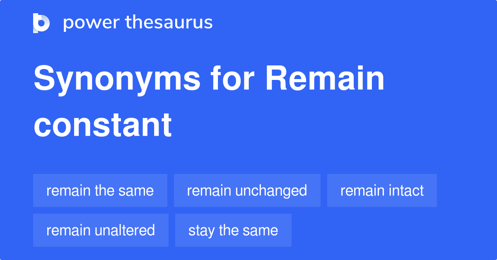 power thesaurus
Synonyms for Remain
constant
remain the same remain unchanged remain intact
remain unaltered stay the same